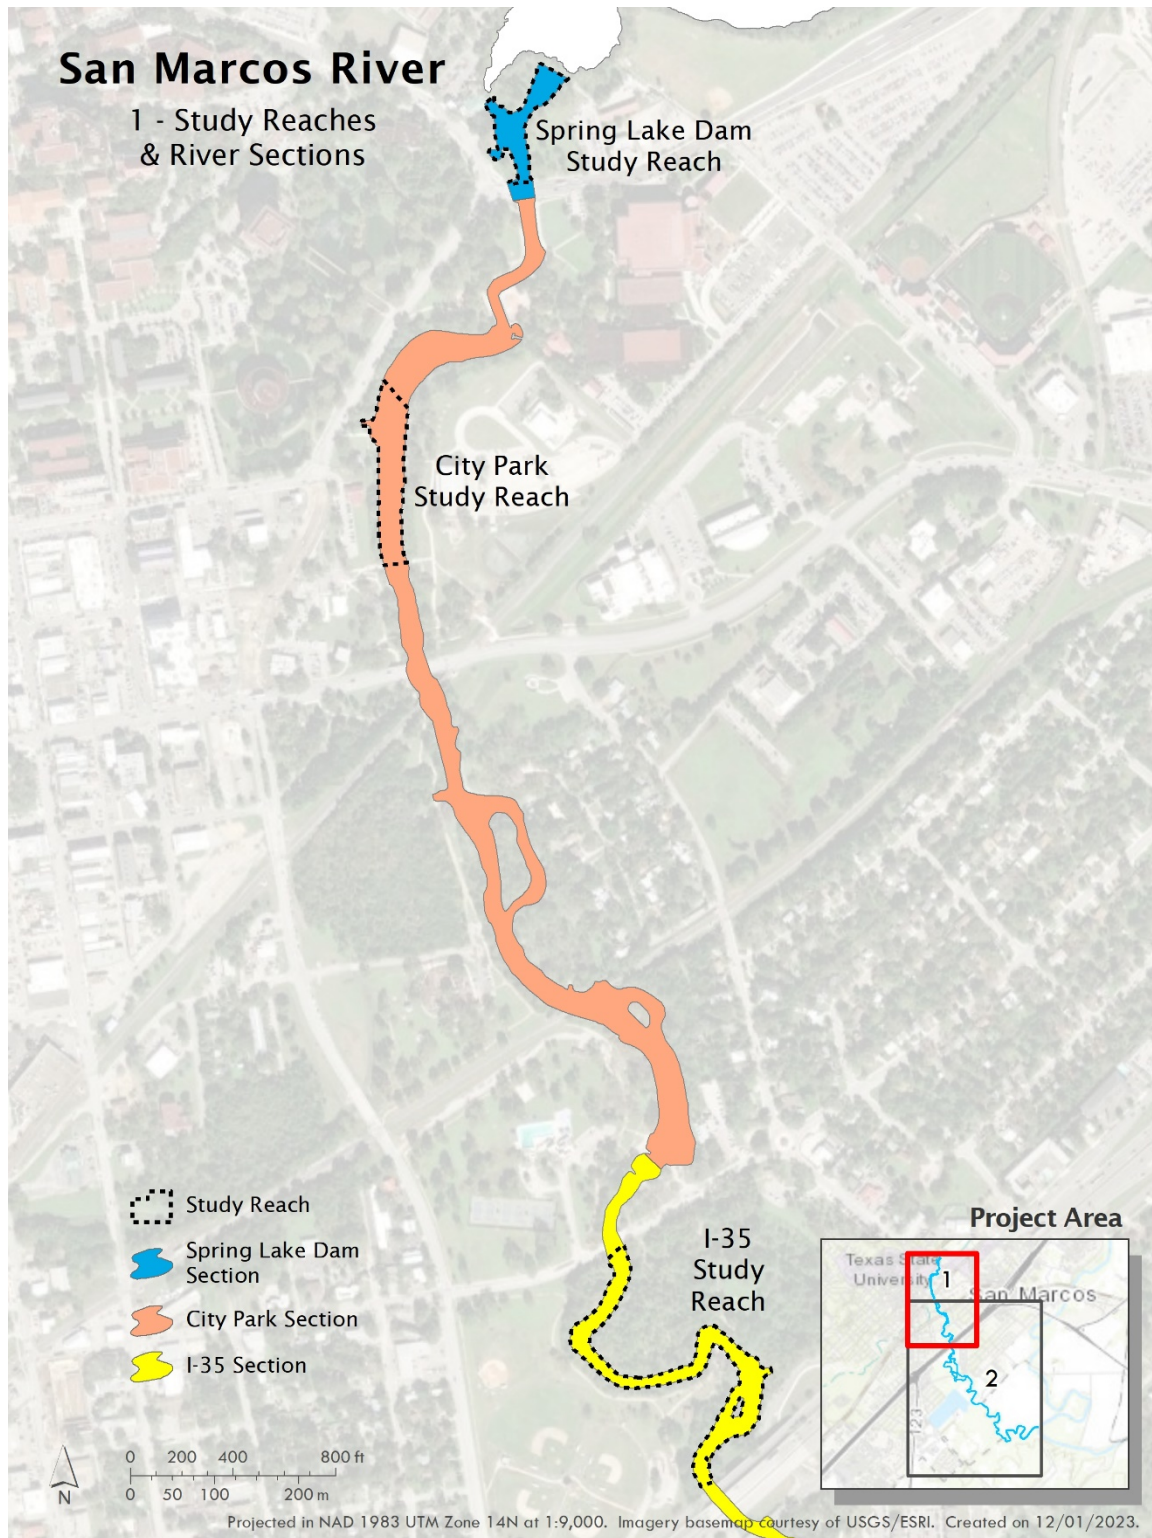 San Marcos River
1 - Study Reaches
& River Sections
Spring Lake Dam
Study Reach
City Park
Study Reach
I-35
Study
Reach
Study Reach
Spring Lake Dam
Section
City Park Section
I-35 Section
0 200 400 800 ft
0 50 100 200 m
N
Project Area
Texas State
University
1
San Marcos
2
123
Projected in NAD 1983 UTM Zone 14N at 1:9,000. Imagery basemap courtesy of USGS/ESRI. Created on 12/01/2023.